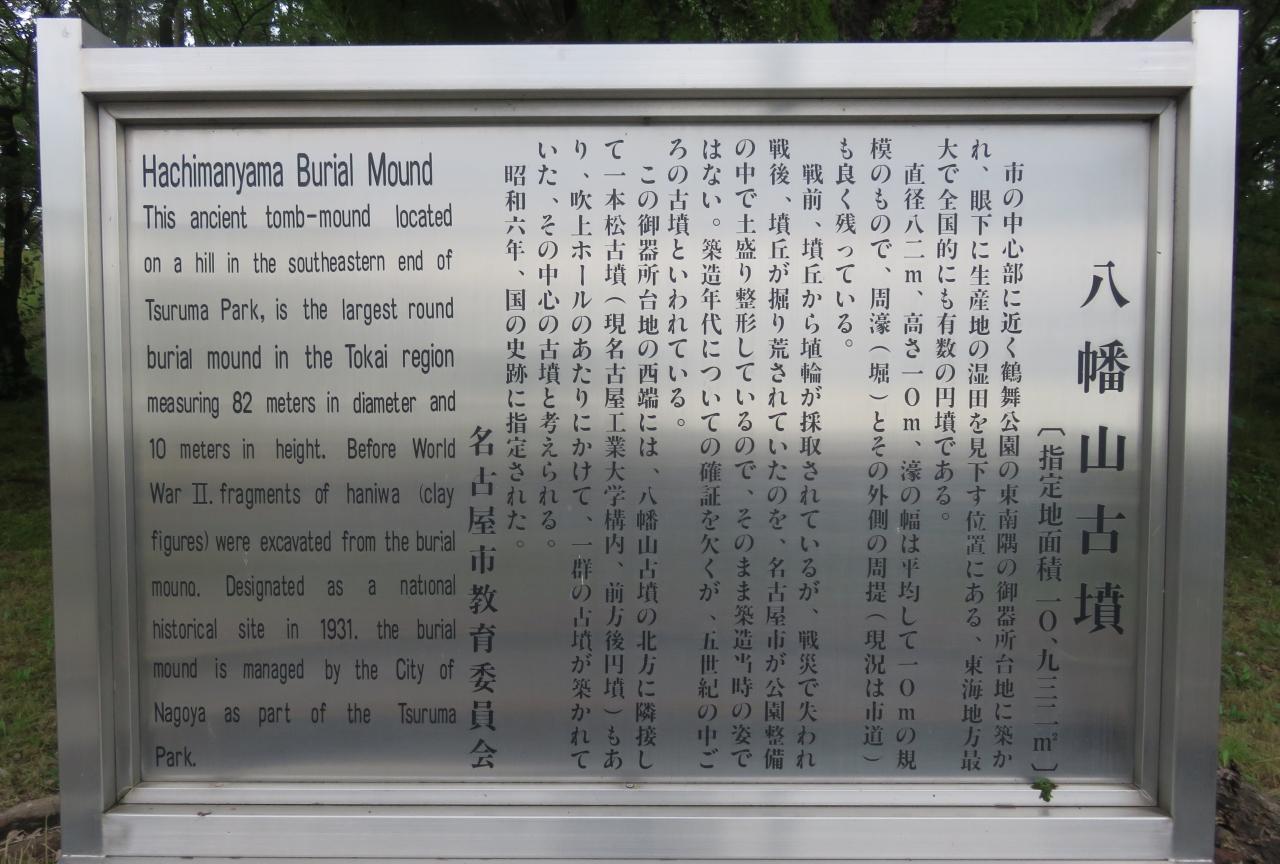 八幡山古墳
〔指定地面積一〇、九三二㎡〕
市の中心部に近く鶴舞公園の東南隅の御器所台地に築か
れ、眼下に生産地の湿田を見下す位置にある、東海地方最
大で全国的にも有数の円墳である。
直径八二m、高さ一〇m、濠の幅は平均して一〇mの規
模のもので、周濠(堀)とその外側の周提(現況は市道)
も良く残っている。
戦前、墳丘から埴輪が採取されているが、戦災で失われ
戦後、墳丘が掘り荒されていたのを、名古屋市が公園整備
の中で土盛り整形しているので、そのまま築造当時の姿で
はない。築造年代についての確証を欠くが、五世紀の中ご
ろの古墳といわれている。
この御器所台地の西端には、八幡山古墳の北方に隣接し
て一本松古墳(現名古屋工業大学構内、前方後円墳)もあ
り、吹上ホールのあたりにかけて、一群の古墳が築かれて
いた、その中心の古墳と考えられる。
昭和六年、国の史跡に指定された。
名古屋市教育委員会
Hachimanyama Burial Mound
This ancient tomb-mound located
on a hill in the southeastern end of
Tsuruma Park, is the largest round
burial mound in the Tokai region
measuring 82 meters in diameter and
10 meters in height. Before World
War Ⅱ. fragments of haniwa (clay
figures) were excavated from the burial
mouno. Designated as a national
historical site in 1931. the burial
mound is managed by the City of
Nagoya as part of the Tsuruma
Park.